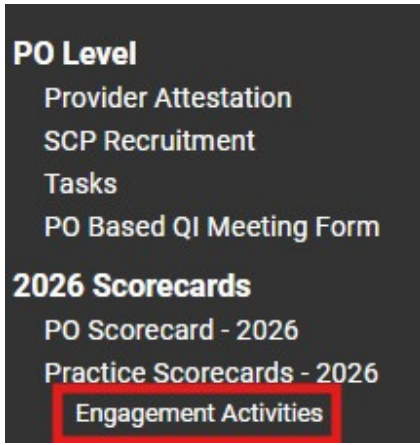 PO Level
Provider Attestation
SCP Recruitment
Tasks
PO Based QI Meeting Form
2026 Scorecards
PO Scorecard - 2026
Practice Scorecards - 2026
Engagement Activities